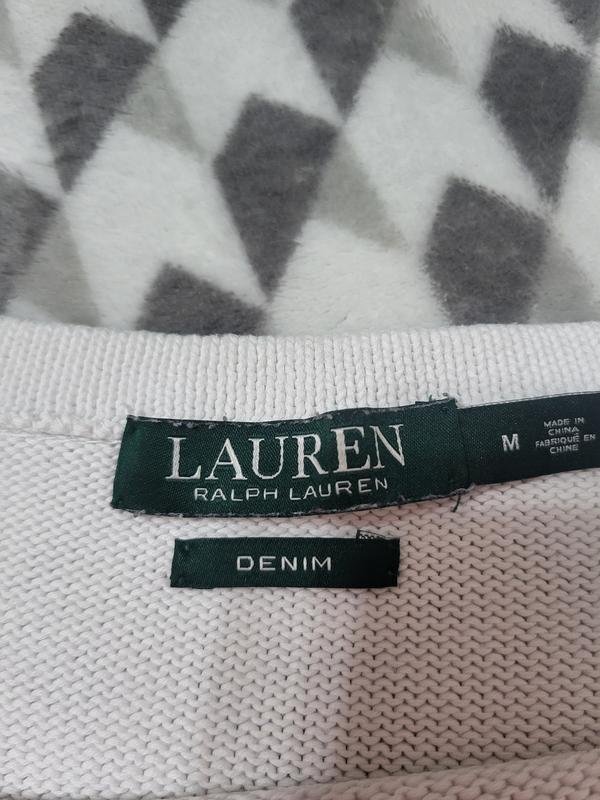 LAUREN
RALPH LAUREN
M
MADE IN
CHINA
FABRIQUÉ EN
CHINE
DENIM